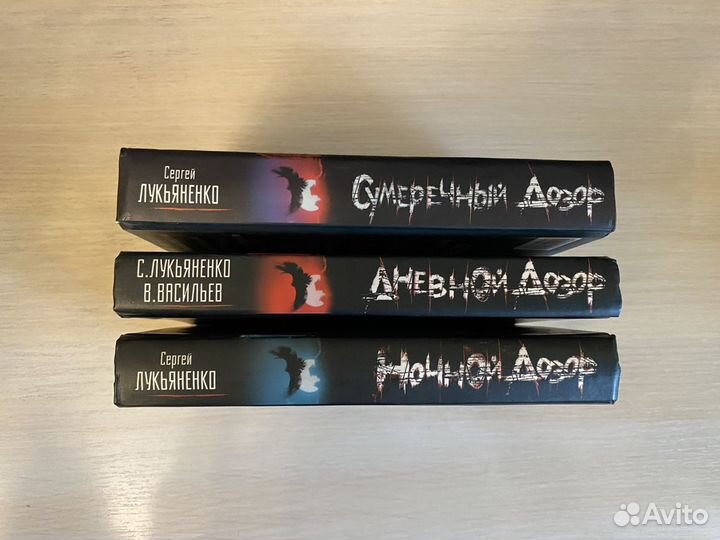 Сергей
ЛУКЬЯНЕНКО
Сумеречный Дозор
С.ЛУКЬЯНЕНКО
В.ВАСИЛЬЕВ
Дневной Дозор
Сергей
ЛУКЬЯНЕНКО
Ночной Дозор
Avito